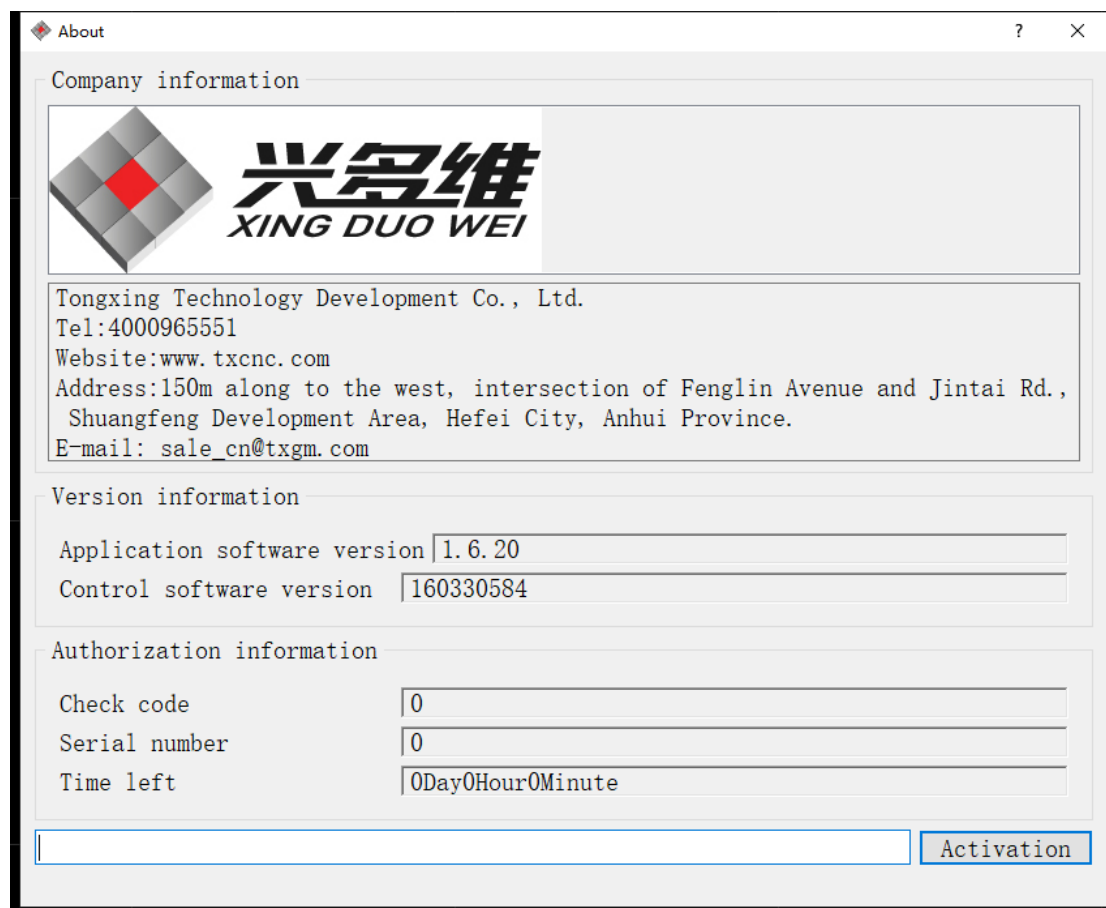 About
Company information
兴多维
XING DUO WEI
Tongxing Technology Development Co., Ltd.
Tel:4000965551
Website:www.txcnc.com
Address:150m along to the west, intersection of Fenglin Avenue and Jintai Rd.,
Shuangfeng Development Area, Hefei City, Anhui Province.
E-mail: sale_cn@txgm.com
Version information
Application software version 1.6.20
Control software version 160330584
Authorization information
Check code 0
Serial number 0
Time left 0Day0Hour0Minute
Activation